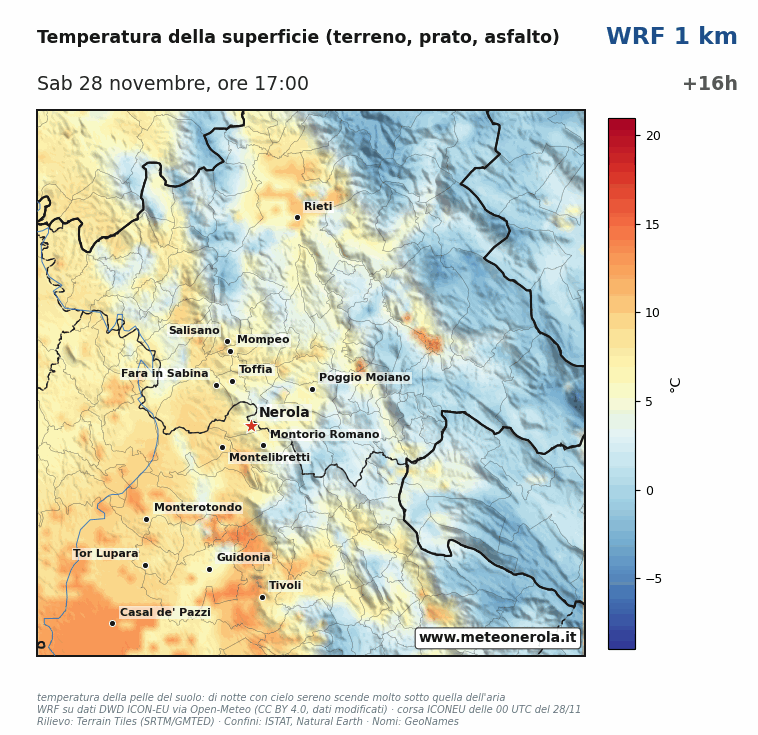 Temperatura della superficie (terreno, prato, asfalto)
WRF 1 km
Sab 28 novembre, ore 17:00
+16h
Rieti
Salisano
Mompeo
Fara in Sabina
Toffia
Poggio Moiano
Nerola
Montorio Romano
Montelibretti
Monterotondo
Tor Lupara
Guidonia
Tivoli
Casal de' Pazzi
www.meteonerola.it
20
15
10
5
0
−5
°C
temperatura della pelle del suolo: di notte con cielo sereno scende molto sotto quella dell'aria
WRF su dati DWD ICON-EU via Open-Meteo (CC BY 4.0, dati modificati) · corsa ICONEU delle 00 UTC del 28/11
Rilievo: Terrain Tiles (SRTM/GMTED) · Confini: ISTAT, Natural Earth · Nomi: GeoNames